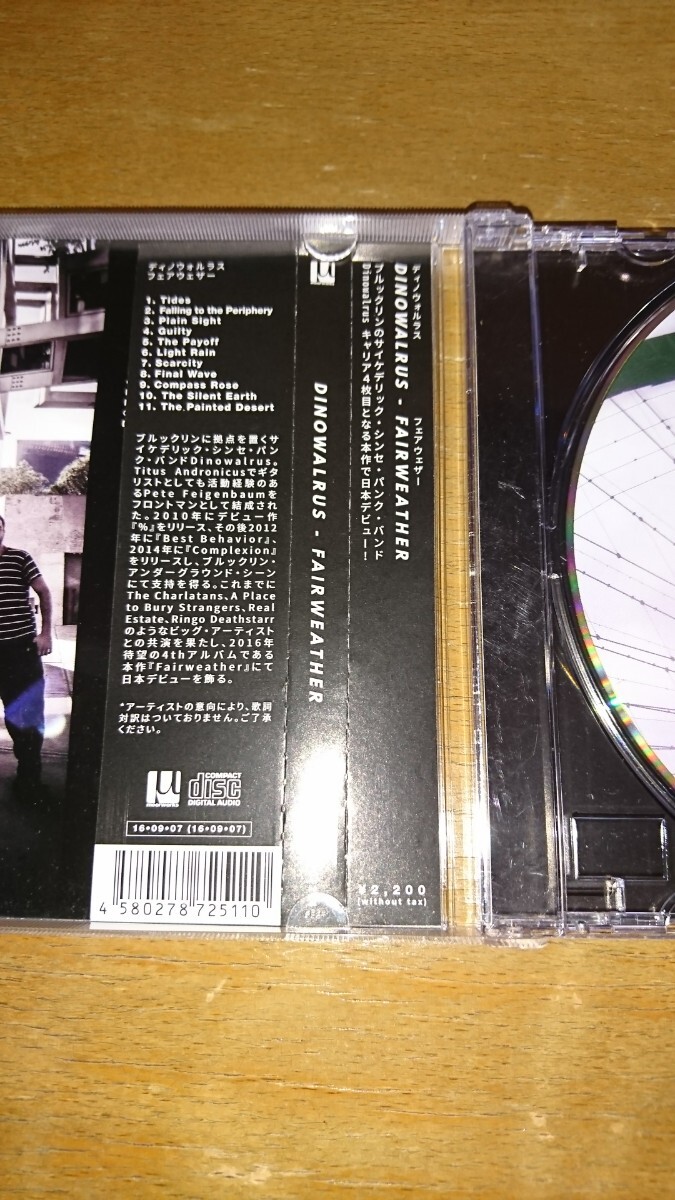 ディノウォルラス
フェアウェザー
1. Tides
2. Falling to the Periphery
3. Plain Sight
4. Guilty
5. The Payoff
6. Light Rain
7. Scarcity
8. Final Wave
9. Compass Rose
10. The Silent Earth
11. The Painted Desert
ブルックリンに拠点を置くサ
イケデリック・シンセ・パン
ク・バンドDinowalrus。
Titus Andronicusでギタ
リストとしても活動経験のあ
るPete Feigenbaumを
フロントマンとして結成され
た。2010年にデビュー作
『%』をリリース、その後2012
年に『Best Behavior』、
2014年に『Complexion』
をリリースし、ブルックリン・
アンダーグラウンド・シーン
にて支持を得る。これまでに
The Charlatans、A Place
to Bury Strangers、Real
Estate、Ringo Deathstarr
のようなビッグ・アーティスト
との共演を果たし、2016年
待望の4thアルバムである
本作『Fairweather』にて
日本デビューを飾る。
*アーティストの意向により、歌詞
対訳はついておりません。ご了承
ください。
μ
moorworks
COMPACT
disc
DIGITAL AUDIO
16•09•07 (16•09•07)
4 580278 725110
μ
DINOWALRUS - FAIRWEATHER
ディノウォルラス フェアウェザー
DINOWALRUS - FAIRWEATHER
ブルックリンのサイケデリック・シンセ・パンク・バンド
Dinowalrus キャリア4枚目となる本作で日本デビュー!
¥2,200
(without tax)